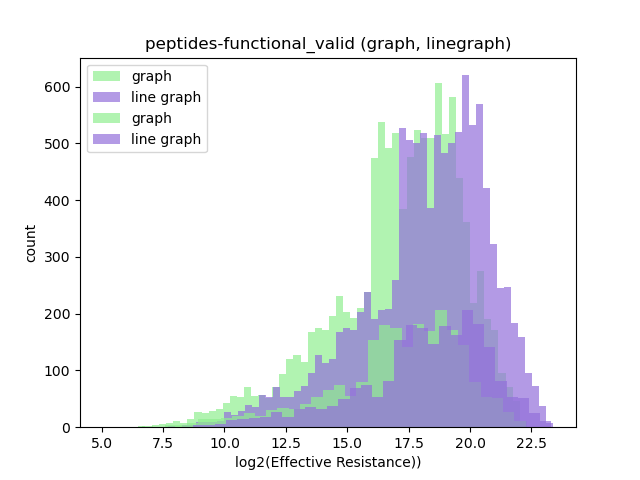 peptides-functional_valid (graph, linegraph)
graph
line graph
graph
line graph
600
500
400
300
200
100
0
count
5.0 7.5 10.0 12.5 15.0 17.5 20.0 22.5
log2(Effective Resistance))